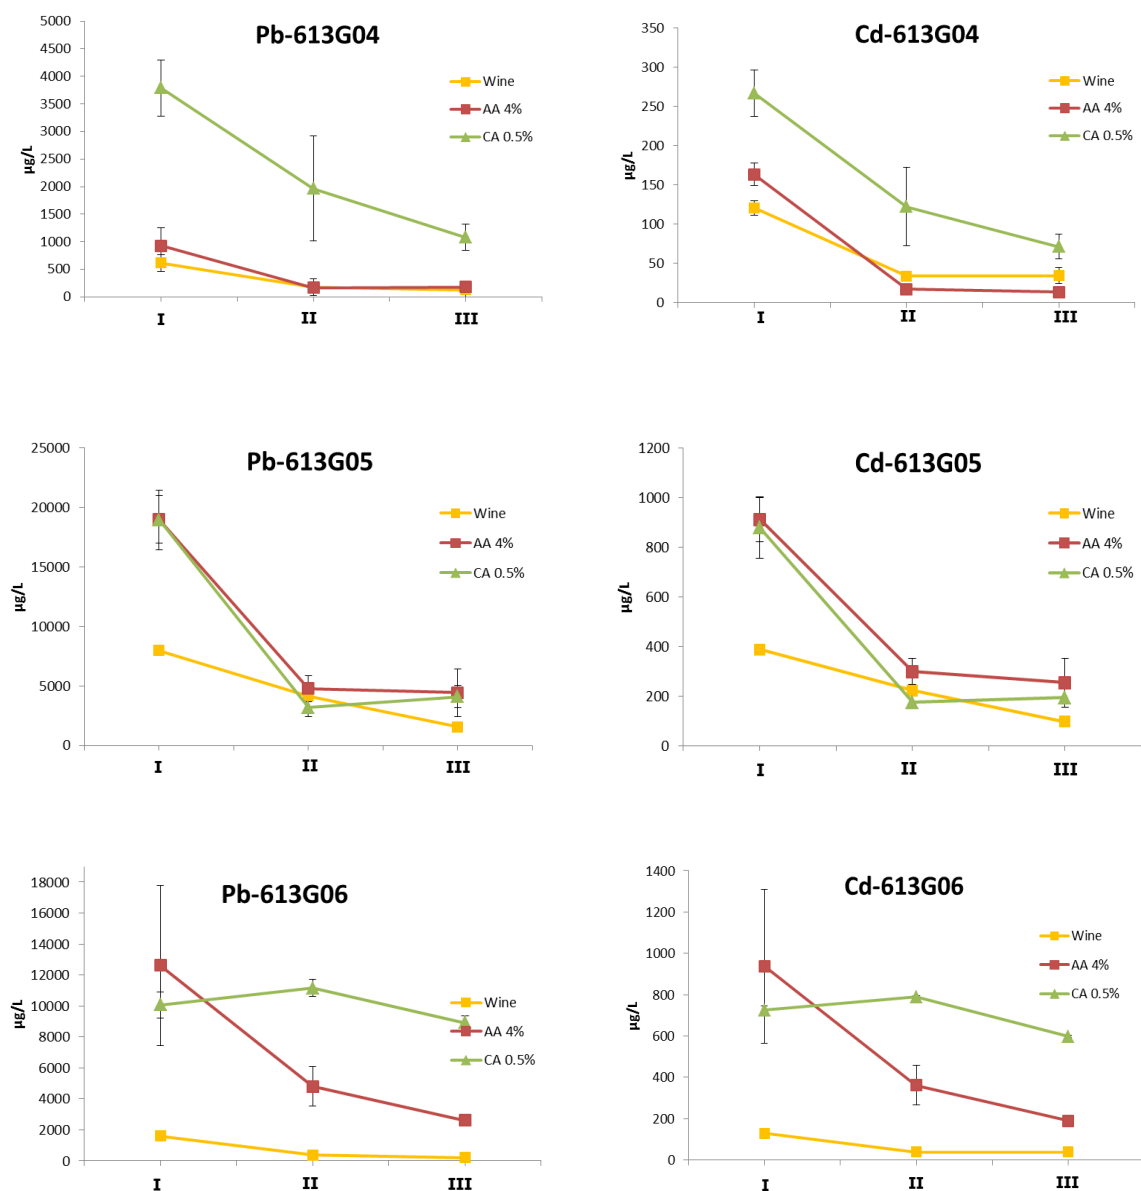 Pb-613G04
5000
4500
4000
3500
3000
2500
2000
1500
1000
500
0
µg/L
Wine
AA 4%
CA 0.5%
I
II
III
Cd-613G04
350
300
250
200
150
100
50
0
µg/L
Wine
AA 4%
CA 0.5%
I
II
III
Pb-613G05
25000
20000
15000
10000
5000
0
µg/L
Wine
AA 4%
CA 0.5%
I
II
III
Cd-613G05
1200
1000
800
600
400
200
0
µg/L
Wine
AA 4%
CA 0.5%
I
II
III
Pb-613G06
18000
16000
14000
12000
10000
8000
6000
4000
2000
0
µg/L
Wine
AA 4%
CA 0.5%
I
II
III
Cd-613G06
1400
1200
1000
800
600
400
200
0
µg/L
Wine
AA 4%
CA 0.5%
I
II
III